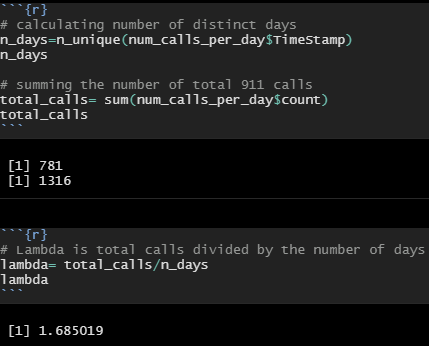 ```{r}
# calculating number of distinct days
n_days=n_unique(num_calls_per_day$TimeStamp)
n_days
# summing the number of total 911 calls
total_calls= sum(num_calls_per_day$count)
total_calls
```
[1] 781
[1] 1316
```{r}
# Lambda is total calls divided by the number of days
lambda= total_calls/n_days
lambda
```
[1] 1.685019